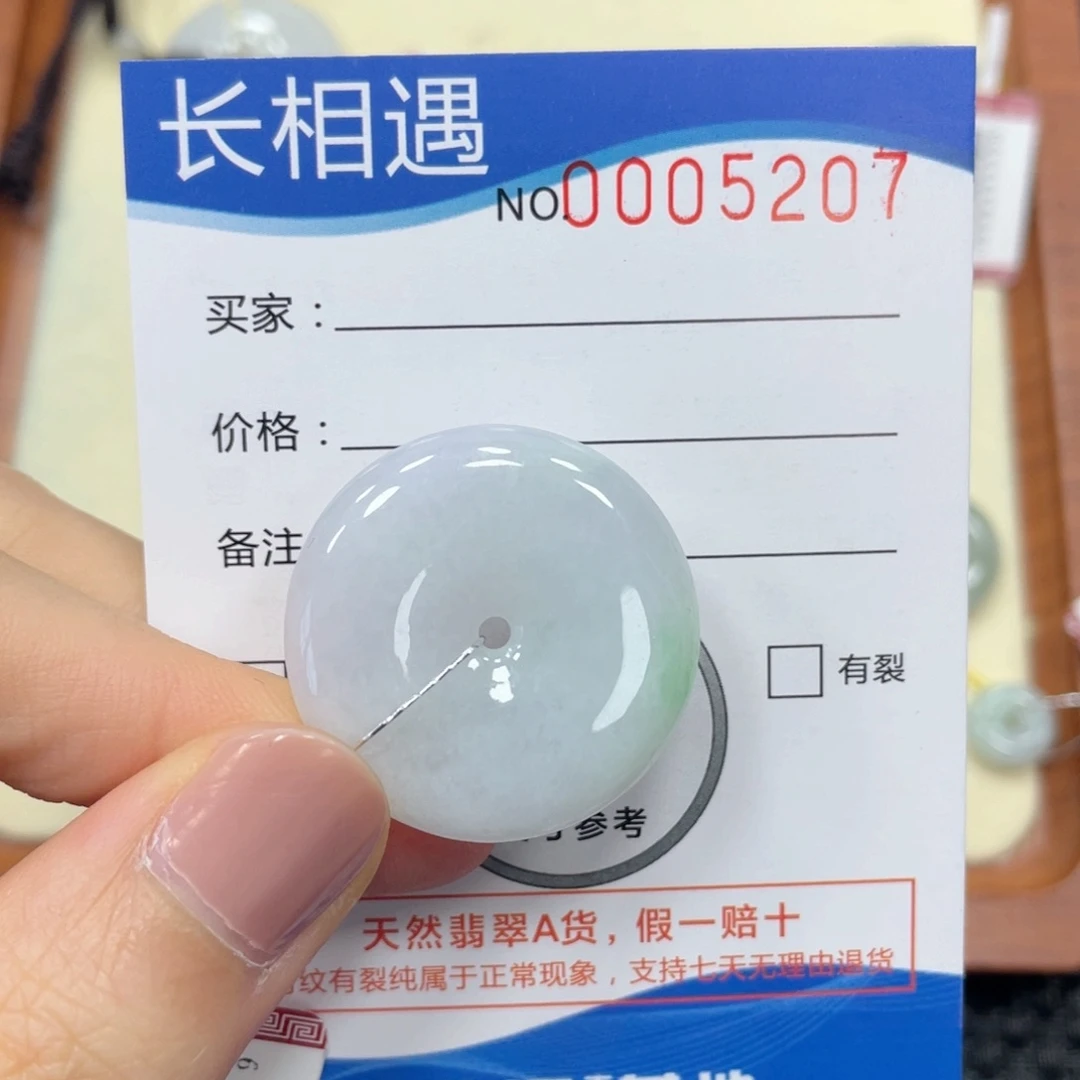 长相遇
NO.0005207
买家：
价格：
备注
有裂
寸参考
天然翡翠A货，假一赔十
纹有裂纯属于正常现象，支持七天无理由退货
6